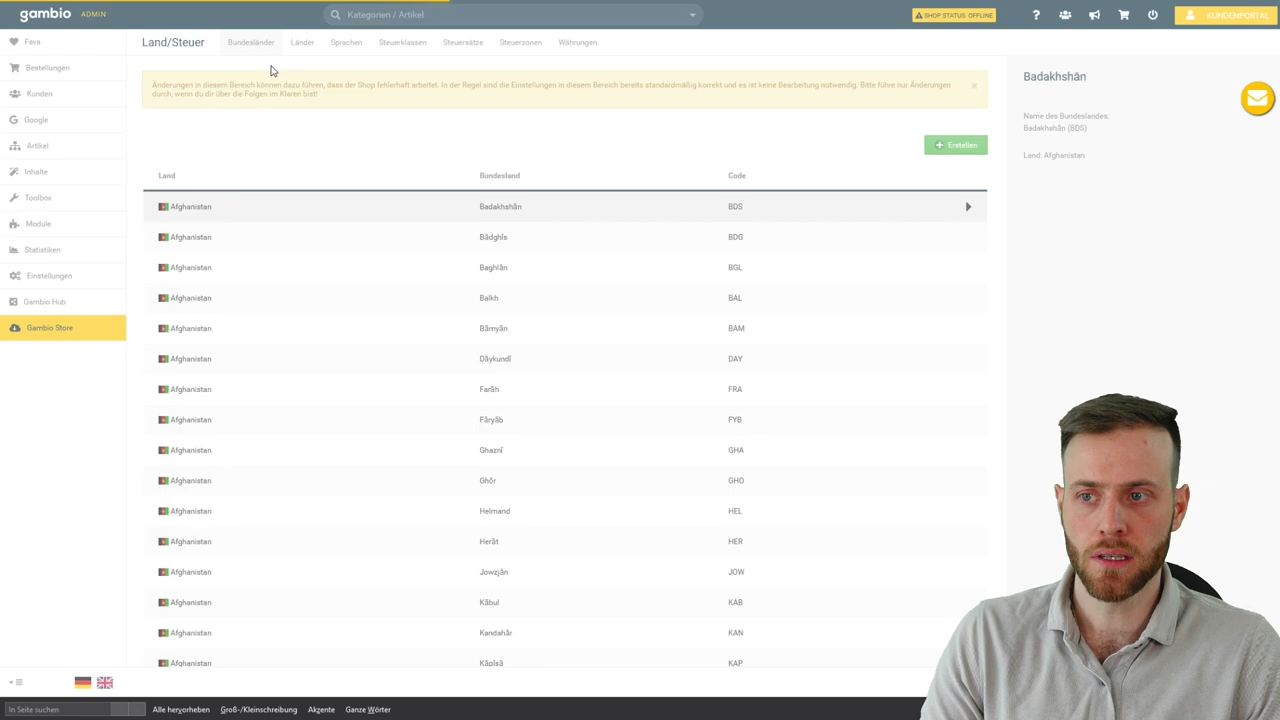 gambio ADMIN
Kategorien / Artikel
SHOP STATUS: OFFLINE
?
KUNDENPORTAL
Favs
Bestellungen
Kunden
Google
Artikel
Inhalte
Toolbox
Module
Statistiken
Einstellungen
Gambio Hub
Gambio Store
Land/Steuer
Bundesländer
Länder
Sprachen
Steuerklassen
Steuersätze
Steuerzonen
Währungen
Änderungen in diesem Bereich können dazu führen, dass der Shop fehlerhaft arbeitet. In der Regel sind die Einstellungen in diesem Bereich bereits standardmäßig korrekt und es ist keine Bearbeitung notwendig. Bitte führe nur Änderungen
durch, wenn du dir über die Folgen im Klaren bist!
×
Erstellen
Land Bundesland Code
Afghanistan Badakhshān BDS
Afghanistan Bādghīs BDG
Afghanistan Baghlān BGL
Afghanistan Balkh BAL
Afghanistan Bāmyān BAM
Afghanistan Dāykundī DAY
Afghanistan Farāh FRA
Afghanistan Fāryāb FYB
Afghanistan Ghaznī GHA
Afghanistan Ghōr GHO
Afghanistan Helmand HEL
Afghanistan Herāt HER
Afghanistan Jowzjān JOW
Afghanistan Kābul KAB
Afghanistan Kandahār KAN
Afghanistan Kāpīsā KAP
Badakhshān
Name des Bundeslandes:
Badakhshān (BDS)
Land: Afghanistan
In Seite suchen
Alle hervorheben
Groß-/Kleinschreibung
Akzente
Ganze Wörter